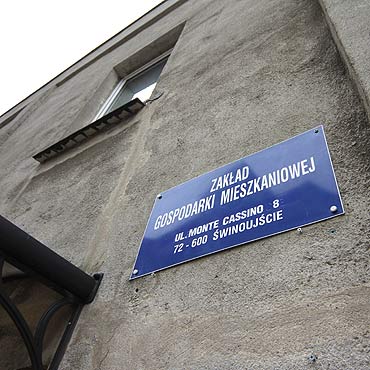 ZAKŁAD
GOSPODARKI MIESZKANIOWEJ
UL. MONTE CASSINO 8
72-600 ŚWINOUJŚCIE